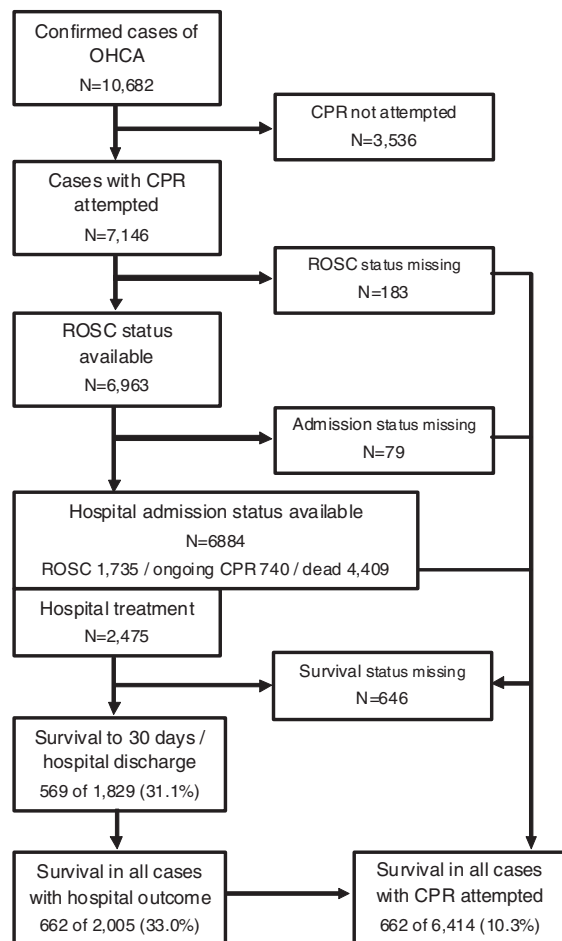 Confirmed cases of
OHCA
N=10,682
CPR not attempted
N=3,536
Cases with CPR
attempted
N=7,146
ROSC status missing
N=183
ROSC status
available
N=6,963
Admission status missing
N=79
Hospital admission status available
N=6884
ROSC 1,735 / ongoing CPR 740 / dead 4,409
Hospital treatment
N=2,475
Survival status missing
N=646
Survival to 30 days /
hospital discharge
569 of 1,829 (31.1%)
Survival in all cases
with hospital outcome
662 of 2,005 (33.0%)
Survival in all cases
with CPR attempted
662 of 6,414 (10.3%)